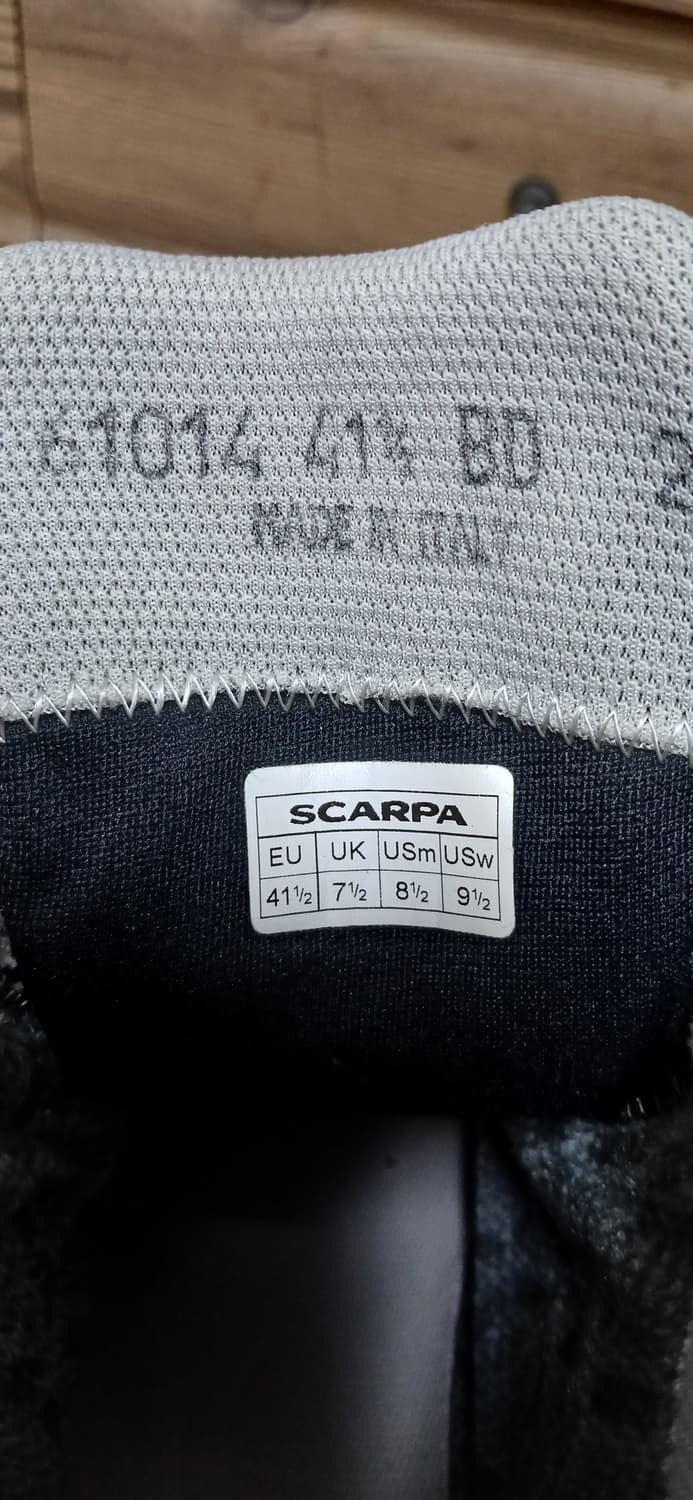 61014 41½ BD 2
MADE IN ITALY
SCARPA
EU UK USm USw
41½ 7½ 8½ 9½